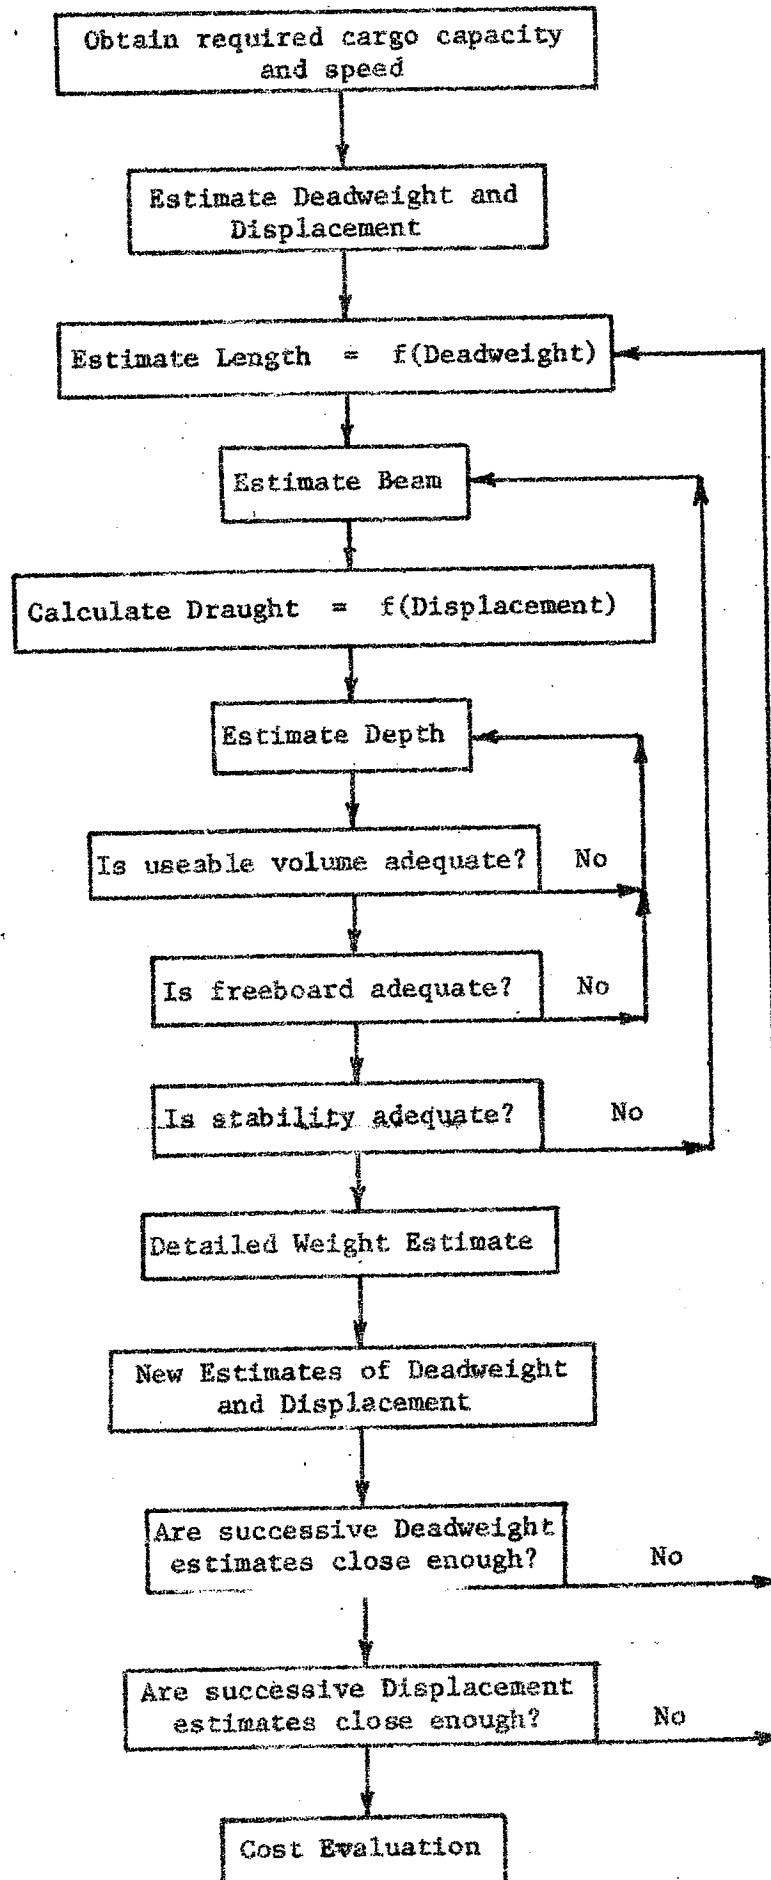 Obtain required cargo capacity
and speed
Estimate Deadweight and
Displacement
Estimate Length = f(Deadweight)
Estimate Beam
Calculate Draught = f(Displacement)
Estimate Depth
Is useable volume adequate? No
Is freeboard adequate? No
Is stability adequate? No
Detailed Weight Estimate
New Estimates of Deadweight
and Displacement
Are successive Deadweight
estimates close enough? No
Are successive Displacement
estimates close enough? No
Cost Evaluation